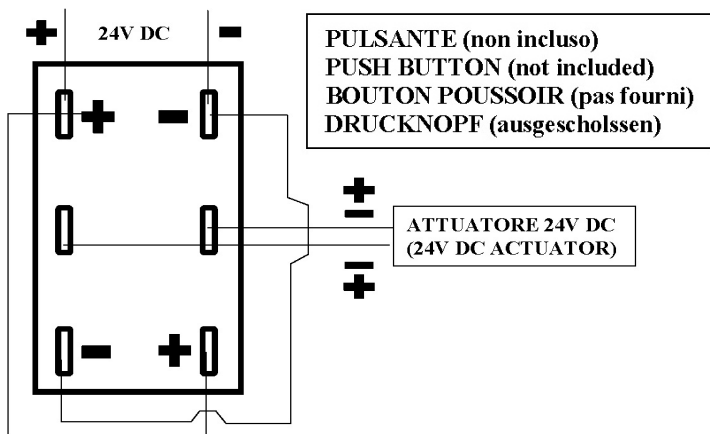 + 24V DC -
PULSANTE (non incluso)
PUSH BUTTON (not included)
BOUTON POUSSOIR (pas fourni)
DRUCKNOPF (ausgescholssen)
+ -
+
-
ATTUATORE 24V DC
(24V DC ACTUATOR)
-
+
- +